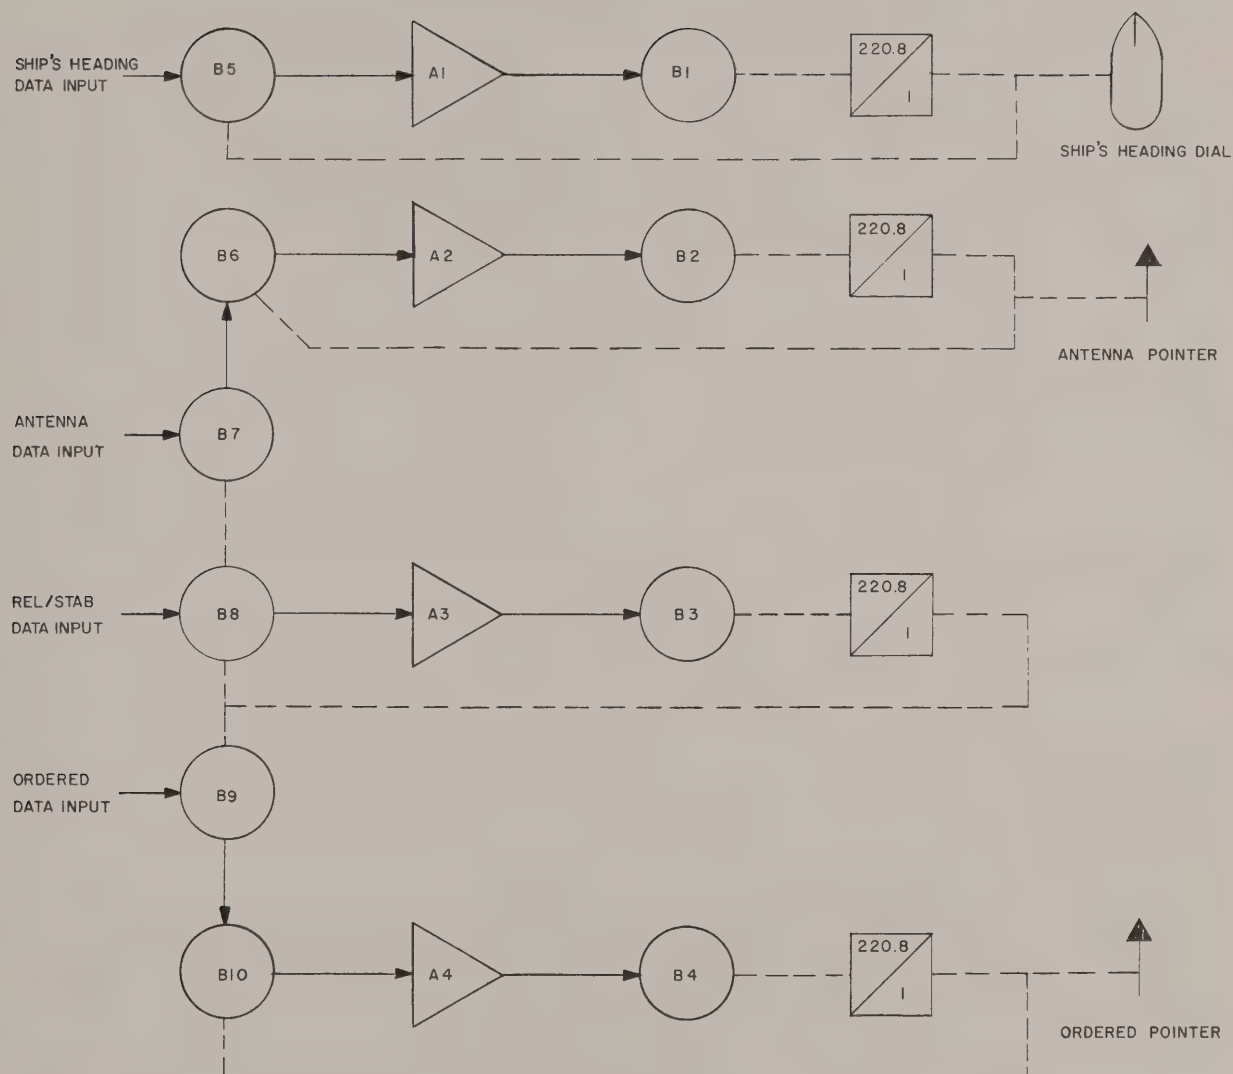 SHIP'S HEADING
DATA INPUT
B5
A1
B1
220.8
1
SHIP'S HEADING DIAL
B6
A2
B2
220.8
1
ANTENNA POINTER
ANTENNA
DATA INPUT
B7
REL/STAB
DATA INPUT
B8
A3
B3
220.8
1
ORDERED
DATA INPUT
B9
B10
A4
B4
220.8
1
ORDERED POINTER